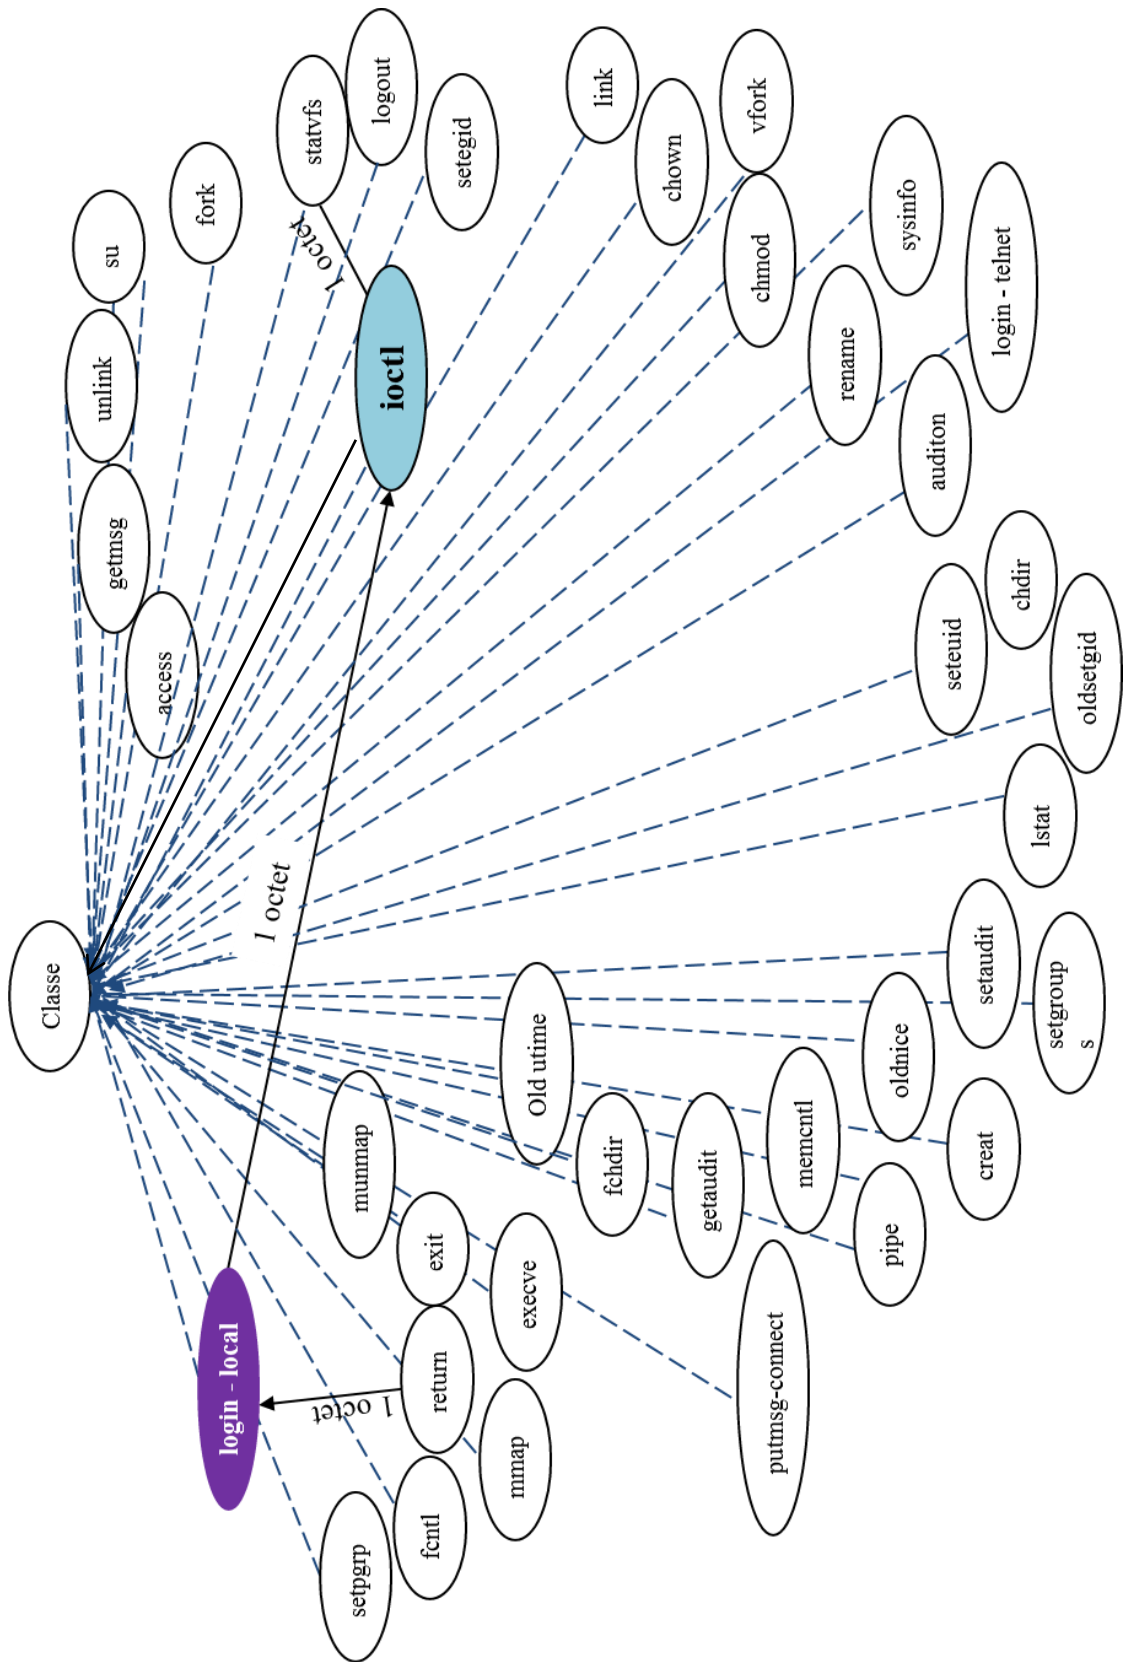 Classe
su
unlink
getmsg
access
fork
statvfs
logout
setegid
1 octet
ioctl
link
chown
vfork
chmod
sysinfo
rename
login - telnet
auditon
chdir
seteuid
oldsetgid
lstat
1 octet
setaudit
setgroup
s
oldnice
creat
Old utime
memcntl
fchdir
getaudit
pipe
munmap
exit
execve
putmsg-connect
login - local
return
1 octet
mmap
fcntl
setpgrp